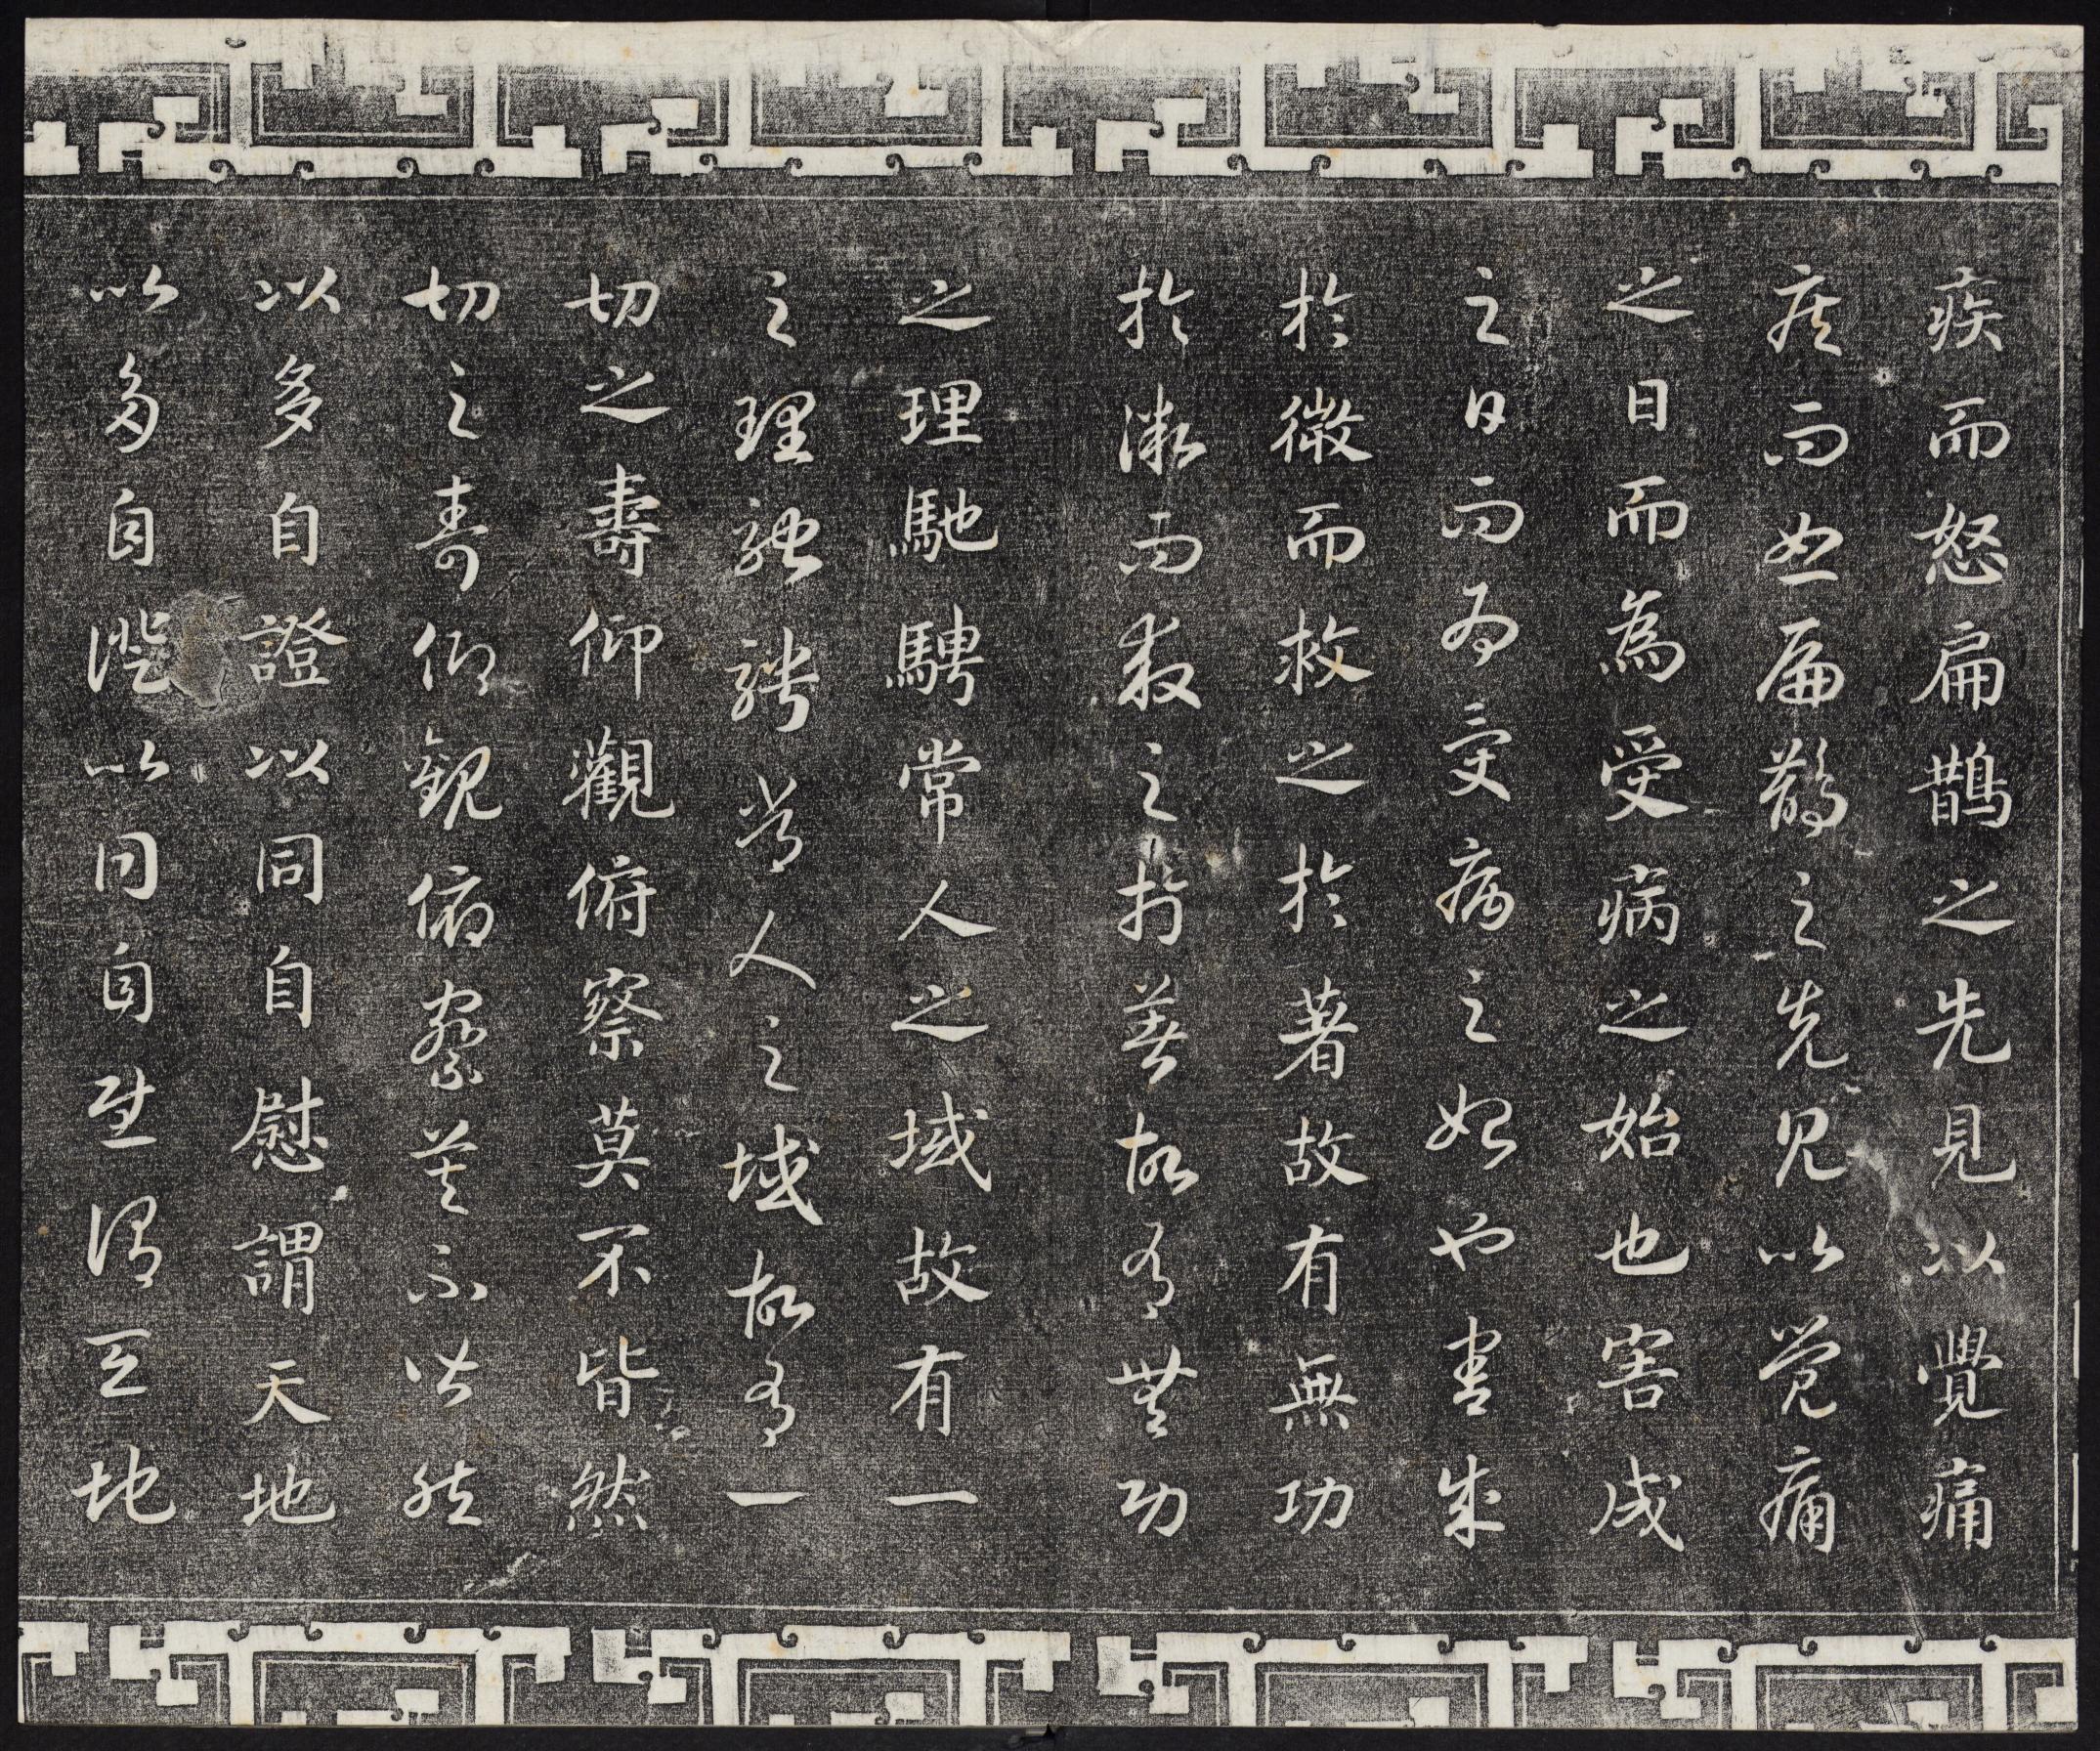 疾而怒扁鵲之先見以覺痛
疾而怒扁鵲之先見以覺痛
之日而為受病之始也害成
之日而為受病之始也害成
於微而救之於著故有無功
於微而救之於著故有無功
之理馳騁常人之域故有一
之理馳騁常人之域故有一
切之壽仰觀俯察莫不皆然
切之壽仰觀俯察莫不皆然
以多自證以同自慰謂天地
以多自證以同自慰謂天地